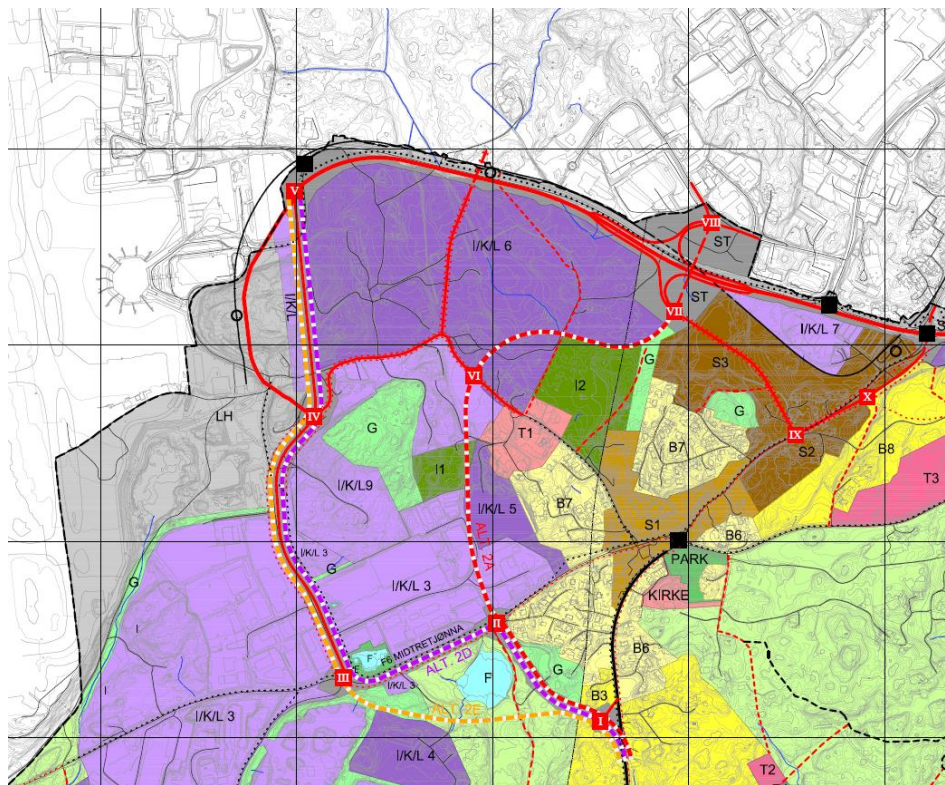 V
VIII
ST
I/K/L 6
I/K/L
ST
VII
I/K/L 7
S3
G
VI
I2
X
LH
IV
G
T1
G
IX
B7
S2
B8
I1
I/K/L9
T3
B7
I/K/L 5
S1
B6
I/K/L 3
ALT. 2A
PARK
G
G
I/K/L 3
KIRKE
I
II
F6 MIDTRETJØNNA
ALT. 2D
B6
F
G
I
III
F
I/K/L 3
B3
I/K/L 3
ALT. 2E
I
I/K/L 4
T2